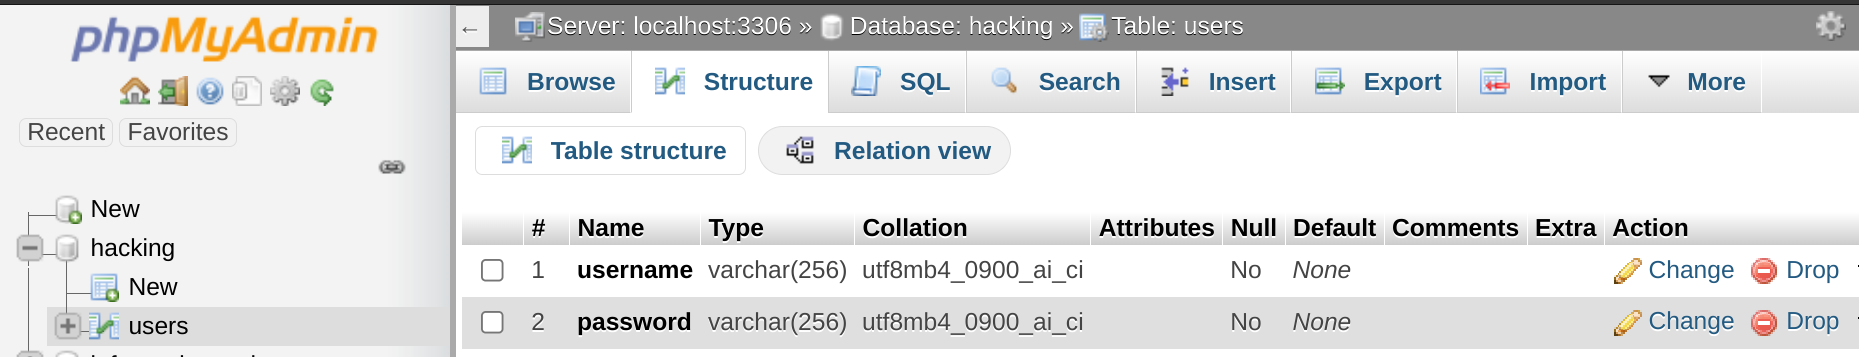 phpMyAdmin
Recent Favorites
New
hacking
New
users
← Server: localhost:3306 » Database: hacking » Table: users
Browse Structure SQL Search Insert Export Import More
Table structure Relation view
# Name Type Collation Attributes Null Default Comments Extra Action
1 username varchar(256) utf8mb4_0900_ai_ci No None Change Drop
2 password varchar(256) utf8mb4_0900_ai_ci No None Change Drop